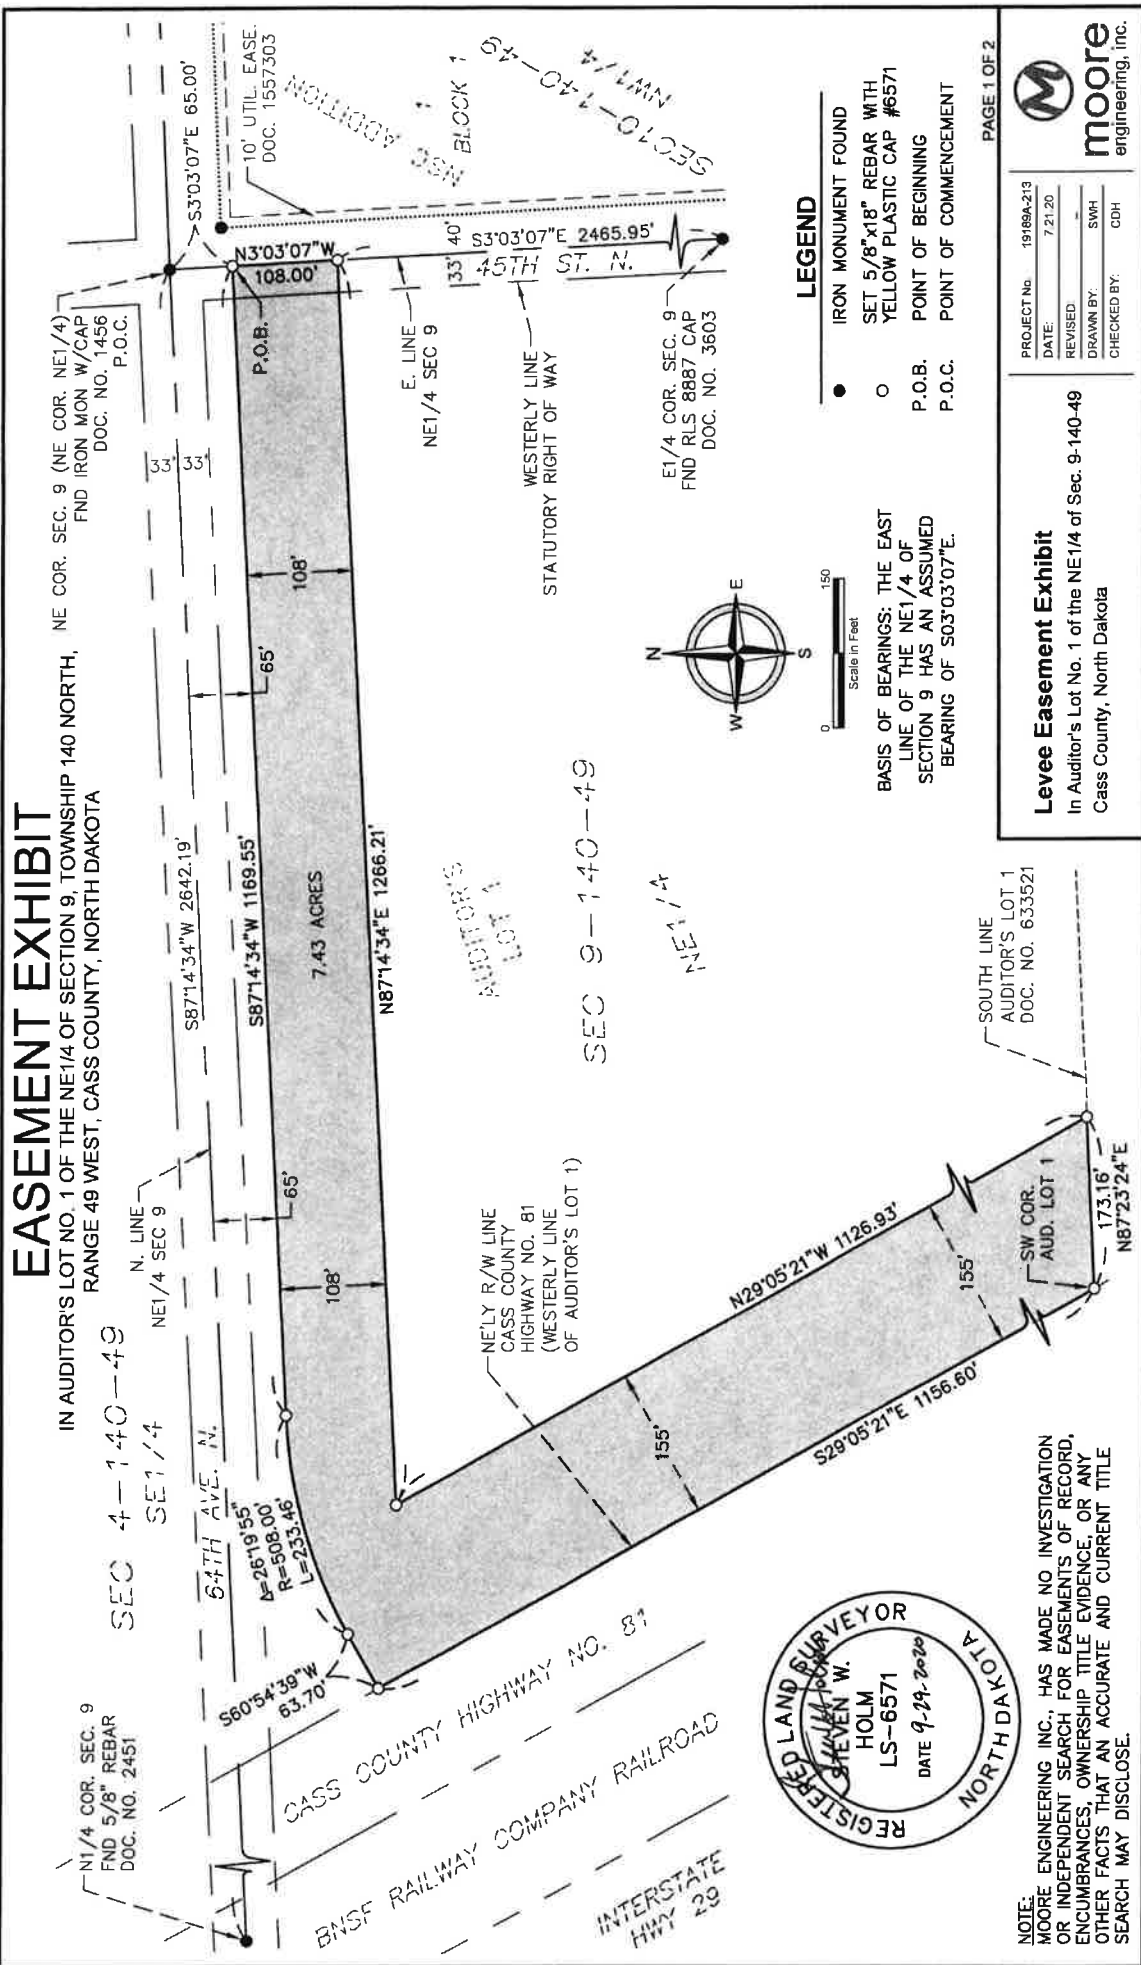 EASEMENT EXHIBIT
IN AUDITOR'S LOT NO. 1 OF THE NE1/4 OF SECTION 9, TOWNSHIP 140 NORTH,
RANGE 49 WEST, CASS COUNTY, NORTH DAKOTA
N1/4 COR. SEC. 9
FND 5/8" REBAR
DOC. NO. 2451
SEC 4-140-49
SE1/4
N. LINE
NE1/4 SEC 9
64TH AVE. N.
S87°14'34"W 2642.19'
33'
33'
NE COR. SEC. 9 (NE COR. NE1/4)
FND IRON MON W/CAP
DOC. NO. 1456
P.O.C.
S3°03'07"E 65.00'
10' UTIL. EASE.
DOC. 1557303
NSC ADDITION
1
BLOCK 1
SEC10-140-49
NW1/4
N3°03'07"W
108.00'
P.O.B.
33'
40'
S3°03'07"E 2465.95'
45TH ST. N.
E. LINE
NE1/4 SEC 9
WESTERLY LINE
STATUTORY RIGHT OF WAY
E1/4 COR. SEC. 9
FND RLS 8887 CAP
DOC. NO. 3603
S87°14'34"W 1169.55'
65'
65'
108'
108'
7.43 ACRES
N87°14'34"E 1266.21'
Δ=26°19'55"
R=508.00'
L=233.46'
S60°54'39"W
63.70'
AUDITOR'S
LOT 1
SEC 9-140-49
NE1/4
NE'LY R/W LINE
CASS COUNTY
HIGHWAY NO. 81
(WESTERLY LINE
OF AUDITOR'S LOT 1)
N29°05'21"W 1126.93'
155'
155'
S29°05'21"E 1156.60'
SW COR.
AUD. LOT 1
173.16'
N87°23'24"E
SOUTH LINE
AUDITOR'S LOT 1
DOC. NO. 633521
CASS COUNTY HIGHWAY NO. 81
BNSF RAILWAY COMPANY RAILROAD
INTERSTATE
HWY 29
N
W
E
S
0
150
Scale in Feet
BASIS OF BEARINGS: THE EAST
LINE OF THE NE1/4 OF
SECTION 9 HAS AN ASSUMED
BEARING OF S03°03'07"E.
LEGEND
IRON MONUMENT FOUND
SET 5/8"x18" REBAR WITH
YELLOW PLASTIC CAP #6571
P.O.B. POINT OF BEGINNING
P.O.C. POINT OF COMMENCEMENT
REGISTERED LAND SURVEYOR
STEVEN W.
HOLM
LS-6571
DATE 9-29-2020
NORTH DAKOTA
NOTE:
MOORE ENGINEERING INC., HAS MADE NO INVESTIGATION
OR INDEPENDENT SEARCH FOR EASEMENTS OF RECORD,
ENCUMBRANCES, OWNERSHIP TITLE EVIDENCE, OR ANY
OTHER FACTS THAT AN ACCURATE AND CURRENT TITLE
SEARCH MAY DISCLOSE.
PAGE 1 OF 2
Levee Easement Exhibit
In Auditor's Lot No. 1 of the NE1/4 of Sec. 9-140-49
Cass County, North Dakota
PROJECT No. 19189A-213
DATE: 7.21.20
REVISED: -
DRAWN BY: SWH
CHECKED BY: CDH
M
moore
engineering, inc.